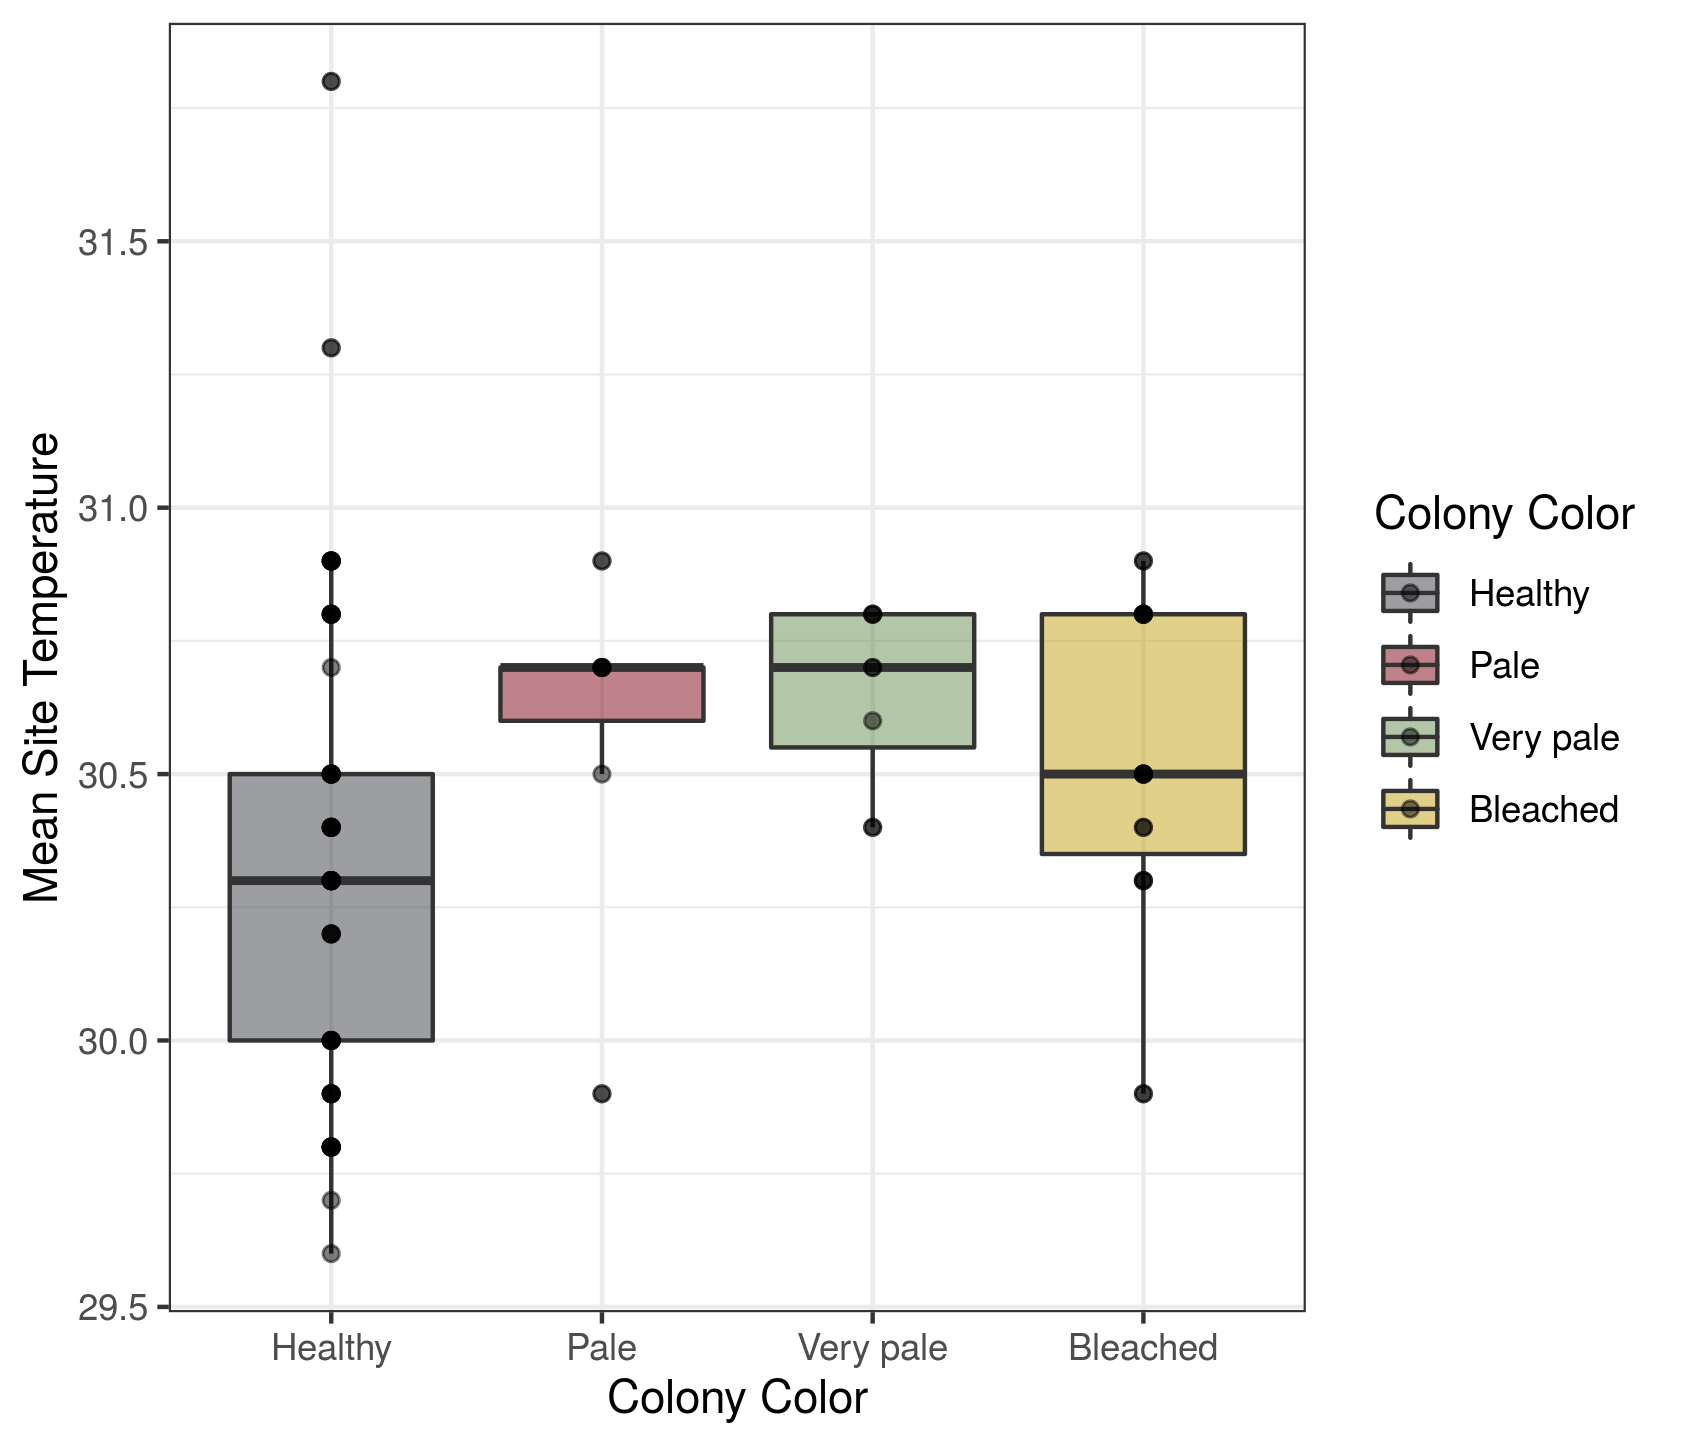 Mean Site Temperature
31.5
31.0
30.5
30.0
29.5
Healthy
Pale
Very pale
Bleached
Colony Color
Colony Color
Healthy
Pale
Very pale
Bleached